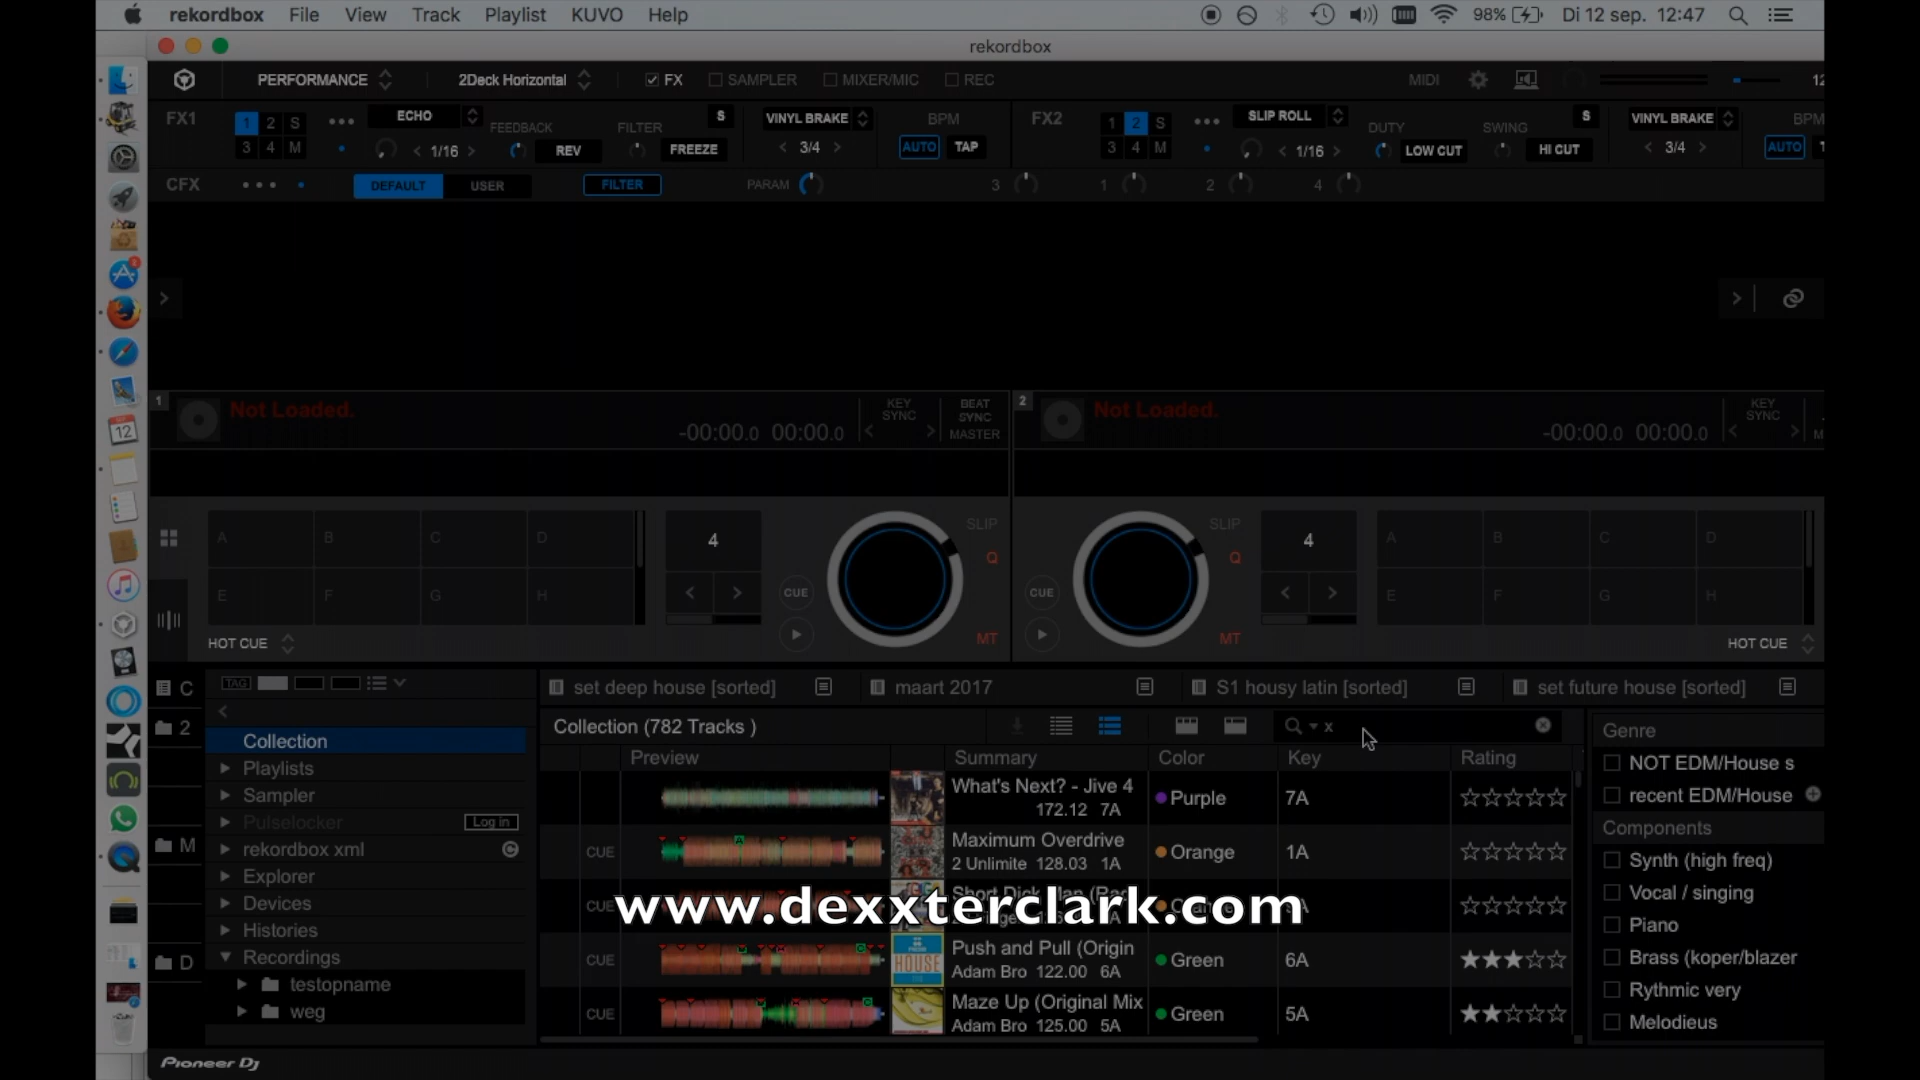 rekordbox File View Track Playlist KUVO Help 98% Di 12 sep. 12:47
rekordbox
PERFORMANCE 2Deck Horizontal FX SAMPLER MIXER/MIC REC MIDI 12
FX1 1 2 S ECHO FEEDBACK FILTER S VINYL BRAKE BPM FX2 1 2 S SLIP ROLL DUTY SWING S VINYL BRAKE BPM
3 4 M 1/16 REV FREEZE 3/4 AUTO TAP 3 4 M 1/16 LOW CUT HI CUT 3/4 AUTO T
CFX DEFAULT USER FILTER PARAM 3 1 2 4
1 Not Loaded. -00:00.0 00:00.0 KEY SYNC BEAT SYNC MASTER 2 Not Loaded. -00:00.0 00:00.0 KEY SYNC M
A B C D 4 SLIP SLIP 4 A B C D
Q Q
E F G H CUE CUE E F G H
HOT CUE MT MT HOT CUE
C TAG set deep house [sorted] maart 2017 S1 housy latin [sorted] set future house [sorted]
2 Collection (782 Tracks ) x Genre
Collection Preview Summary Color Key Rating NOT EDM/House s
Playlists What's Next? - Jive 4 Purple 7A recent EDM/House
Sampler 172.12 7A Components
Pulselocker Log in Maximum Overdrive Synth (high freq)
M rekordbox xml CUE 2 Unlimite 128.03 1A Orange 1A
Explorer Vocal / singing
Devices CUE
www.dexxterclark.com
Histories Piano
D Recordings CUE Push and Pull (Origin Green 6A Brass (koper/blazer
testopname HOUSE Adam Bro 122.00 6A Rythmic very
weg CUE Maze Up (Original Mix Green 5A Melodieus
Adam Bro 125.00 5A
Pioneer Dj